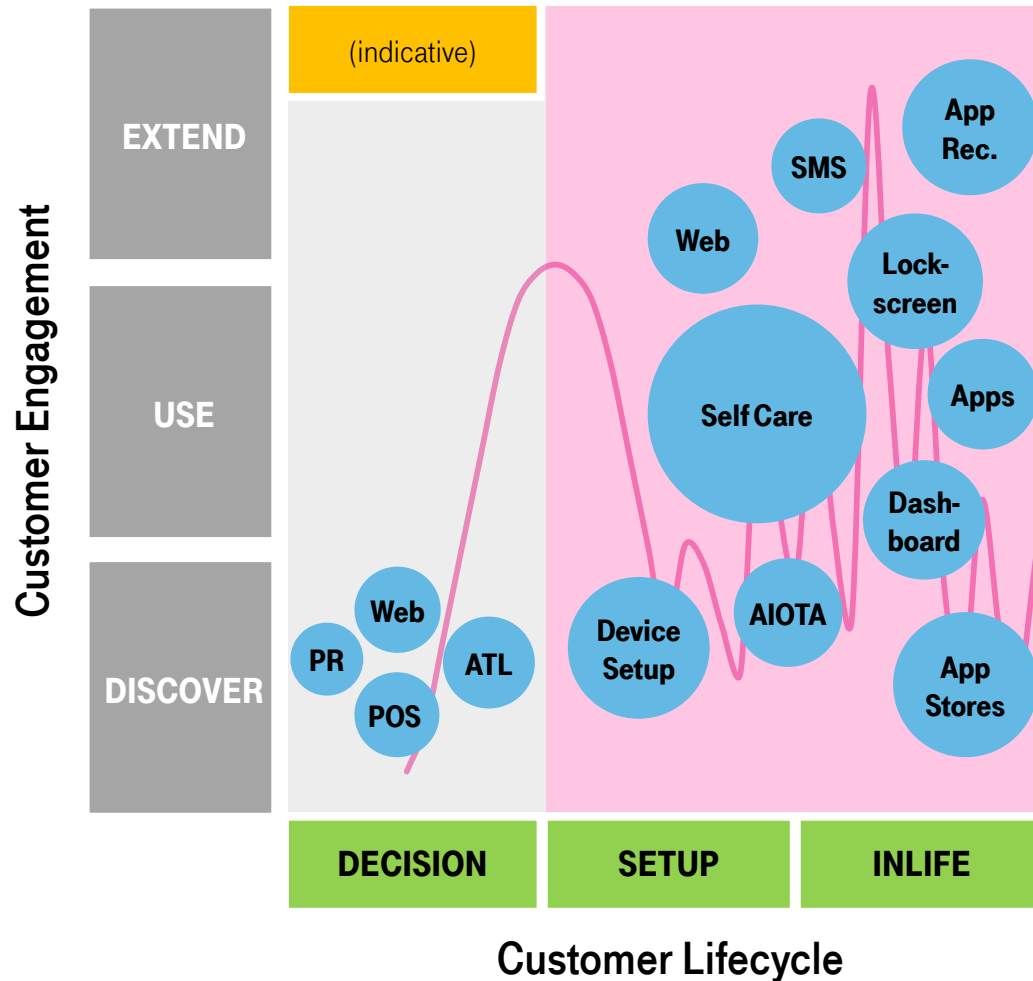 (indicative)
EXTEND
App
Rec.
SMS
Web
Lock-
screen
Customer Engagement
USE
Self Care
Apps
Dash-
board
DISCOVER
Web
PR
ATL
POS
Device
Setup
AIOTA
App
Stores
DECISION
SETUP
INLIFE
Customer Lifecycle